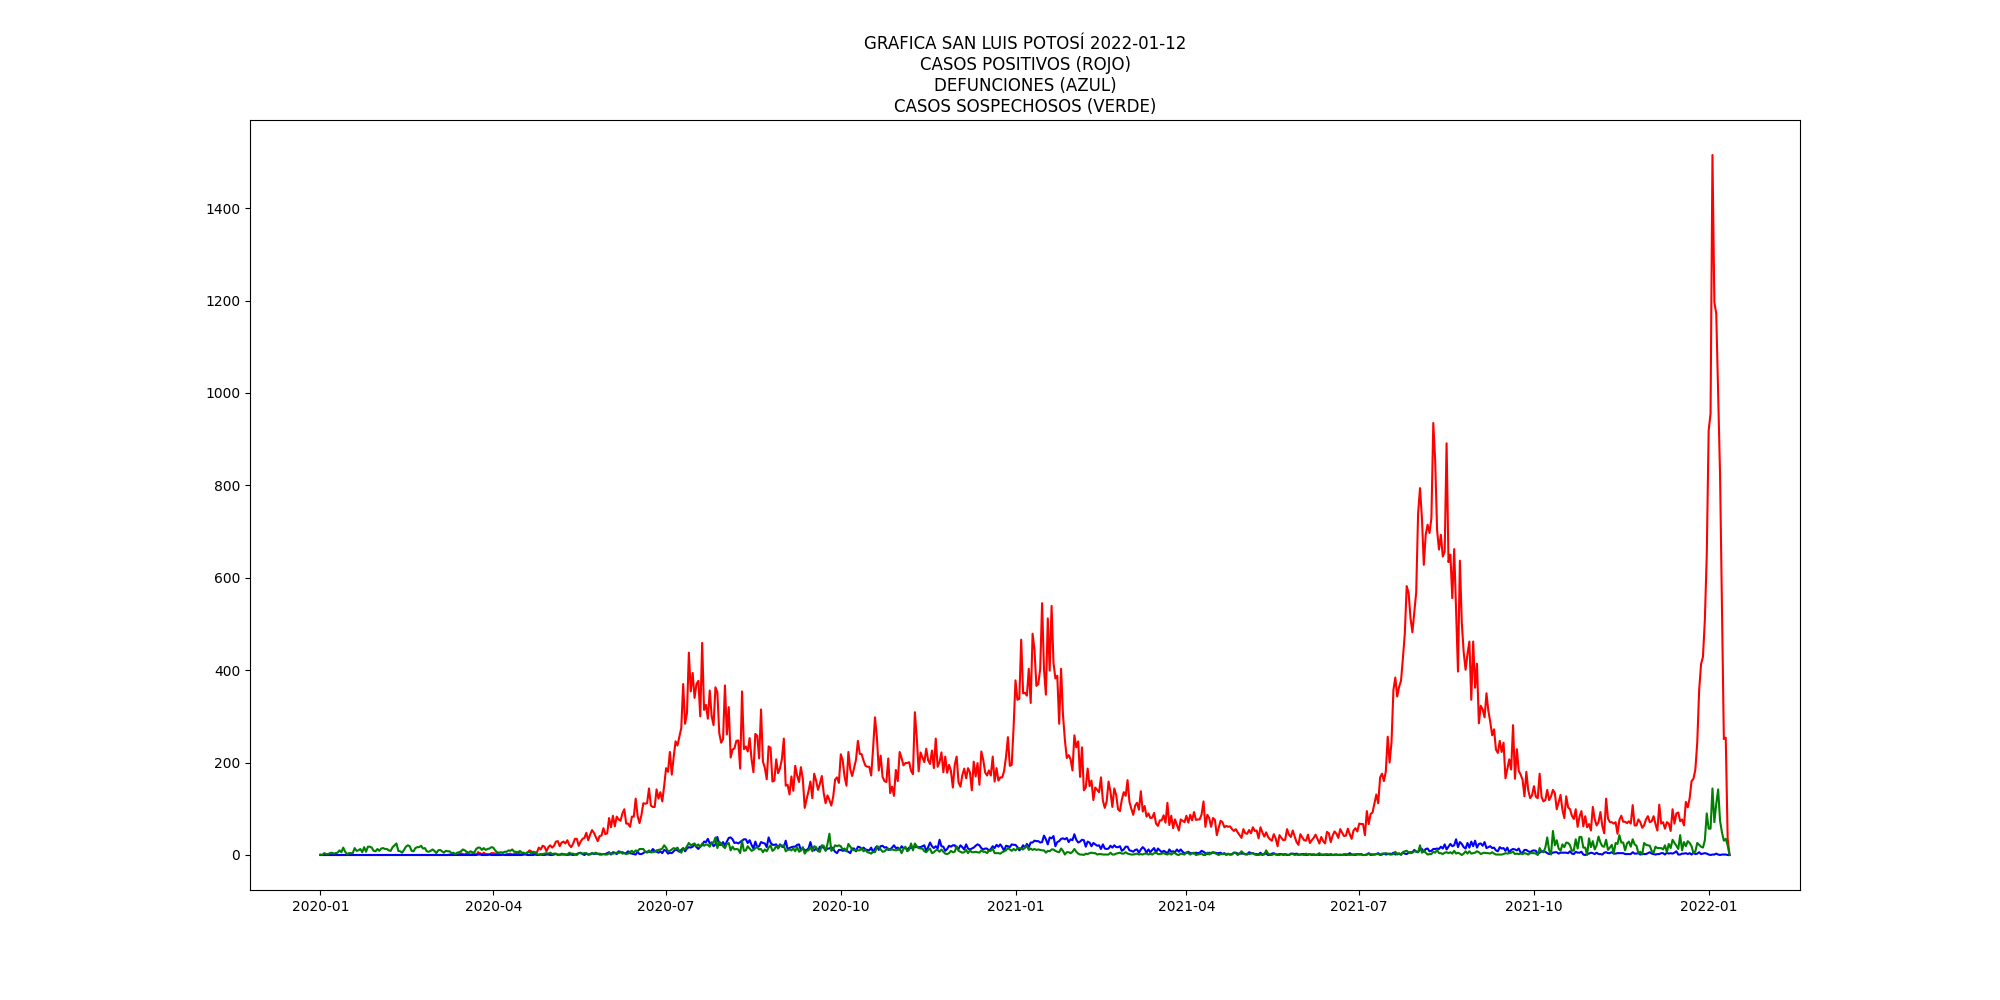 GRAFICA SAN LUIS POTOSÍ 2022-01-12
CASOS POSITIVOS (ROJO)
DEFUNCIONES (AZUL)
CASOS SOSPECHOSOS (VERDE)
1400
1200
1000
800
600
400
200
0
2020-01 2020-04 2020-07 2020-10 2021-01 2021-04 2021-07 2021-10 2022-01